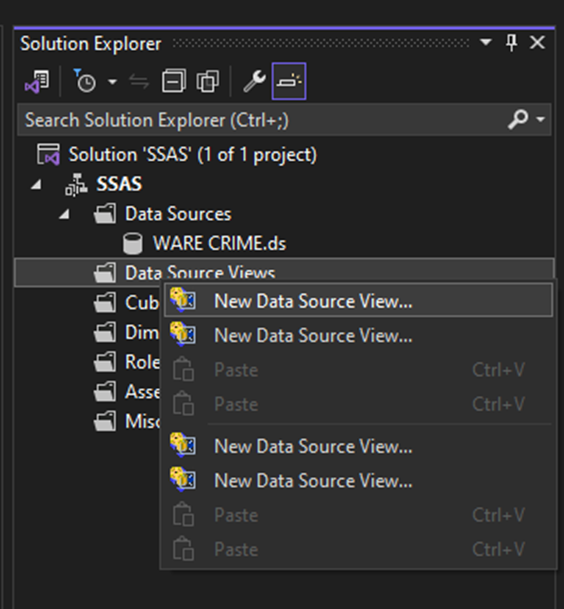 Solution Explorer
Search Solution Explorer (Ctrl+;)
Solution 'SSAS' (1 of 1 project)
SSAS
Data Sources
WARE CRIME.ds
Data Source Views
Cub
Dim
Role
Asse
Misc
New Data Source View...
New Data Source View...
Paste Ctrl+V
Paste Ctrl+V
New Data Source View...
New Data Source View...
Paste Ctrl+V
Paste Ctrl+V